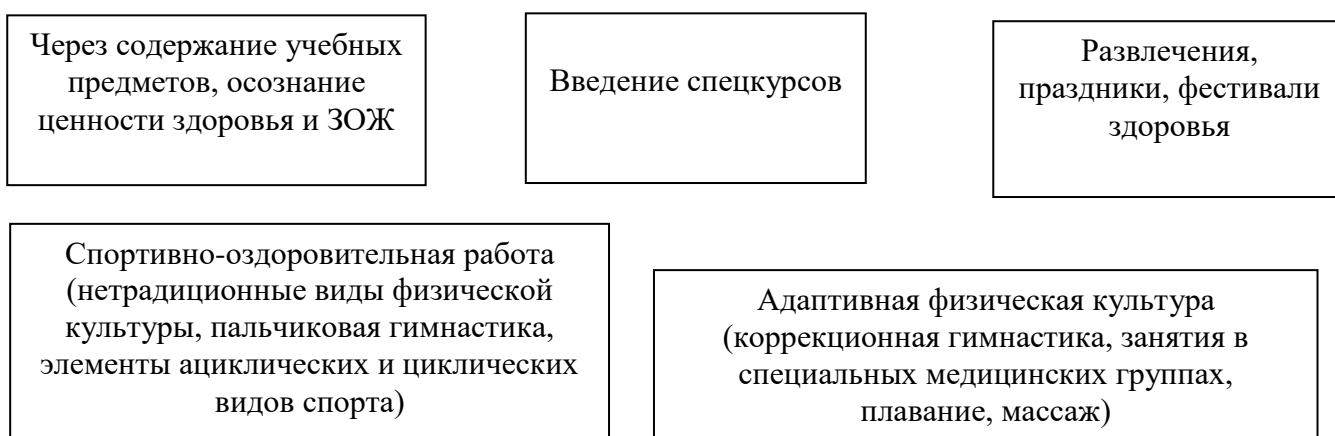 Через содержание учебных
предметов, осознание
ценности здоровья и ЗОЖ
Введение спецкурсов
Развлечения,
праздники, фестивали
здоровья
Спортивно-оздоровительная работа
(нетрадиционные виды физической
культуры, пальчиковая гимнастика,
элементы ациклических и циклических
видов спорта)
Адаптивная физическая культура
(коррекционная гимнастика, занятия в
специальных медицинских группах,
плавание, массаж)